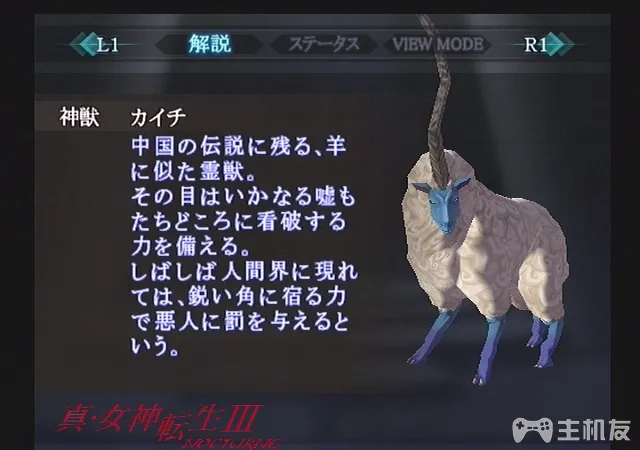 L1 解説 ステータス VIEW MODE R1
神獣 カイチ
中国の伝説に残る、羊
に似た霊獣。
その目はいかなる嘘も
たちどころに看破する
力を備える。
しばしば人間界に現れ
ては、鋭い角に宿る力
で悪人に罰を与えると
いう。
真・女神転生III
NOCTURNE
主机友